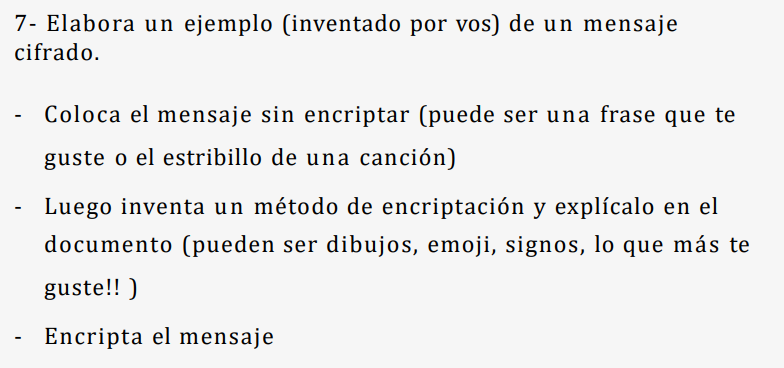 7- Elabora un ejemplo (inventado por vos) de un mensaje
cifrado.
- Coloca el mensaje sin encriptar (puede ser una frase que te
guste o el estribillo de una canción)
- Luego inventa un método de encriptación y explícalo en el
documento (pueden ser dibujos, emoji, signos, lo que más te
guste!! )
- Encripta el mensaje